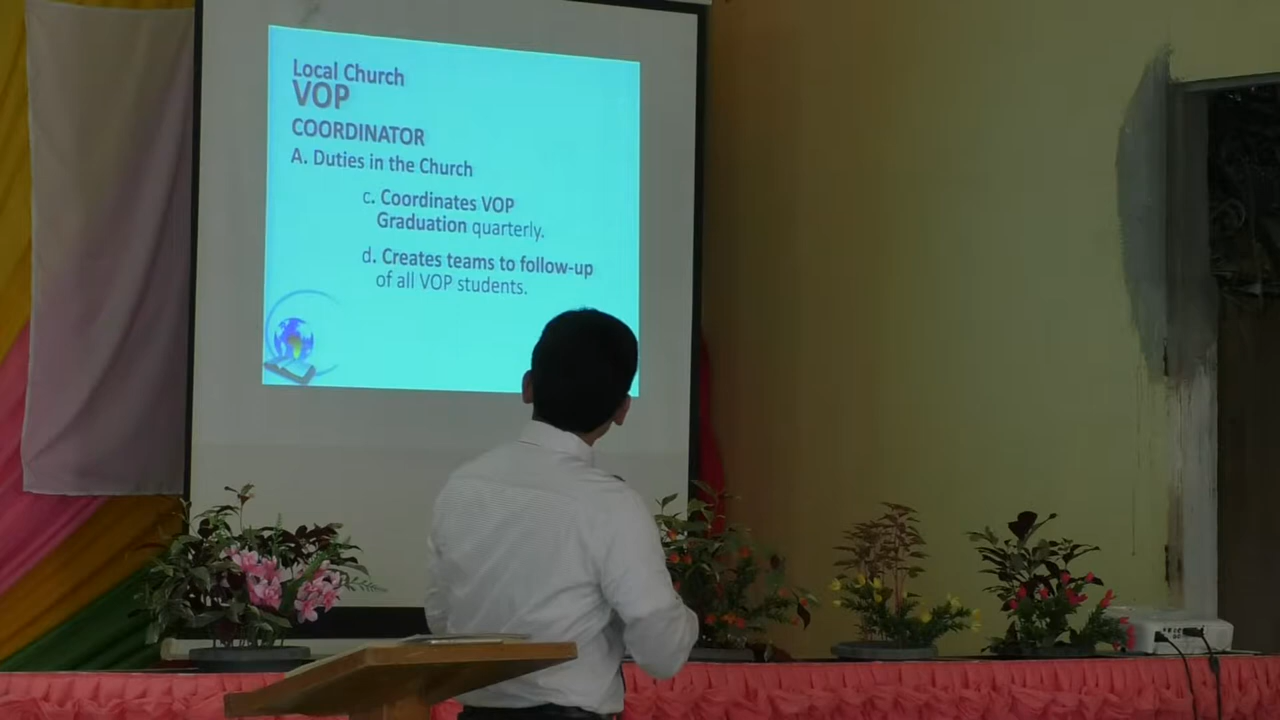 Local Church
VOP
COORDINATOR
A. Duties in the Church
c. Coordinates VOP
Graduation quarterly.
d. Creates teams to follow-up
of all VOP students.